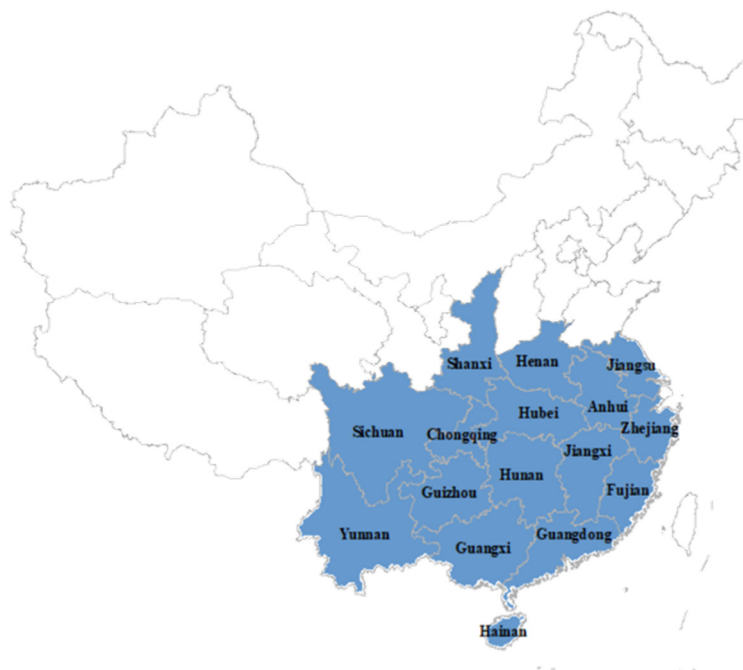 Shanxi
Henan
Jiangsu
Anhui
Hubei
Zhejiang
Sichuan
Chongqing
Jiangxi
Hunan
Guizhou
Fujian
Yunnan
Guangxi
Guangdong
Hainan